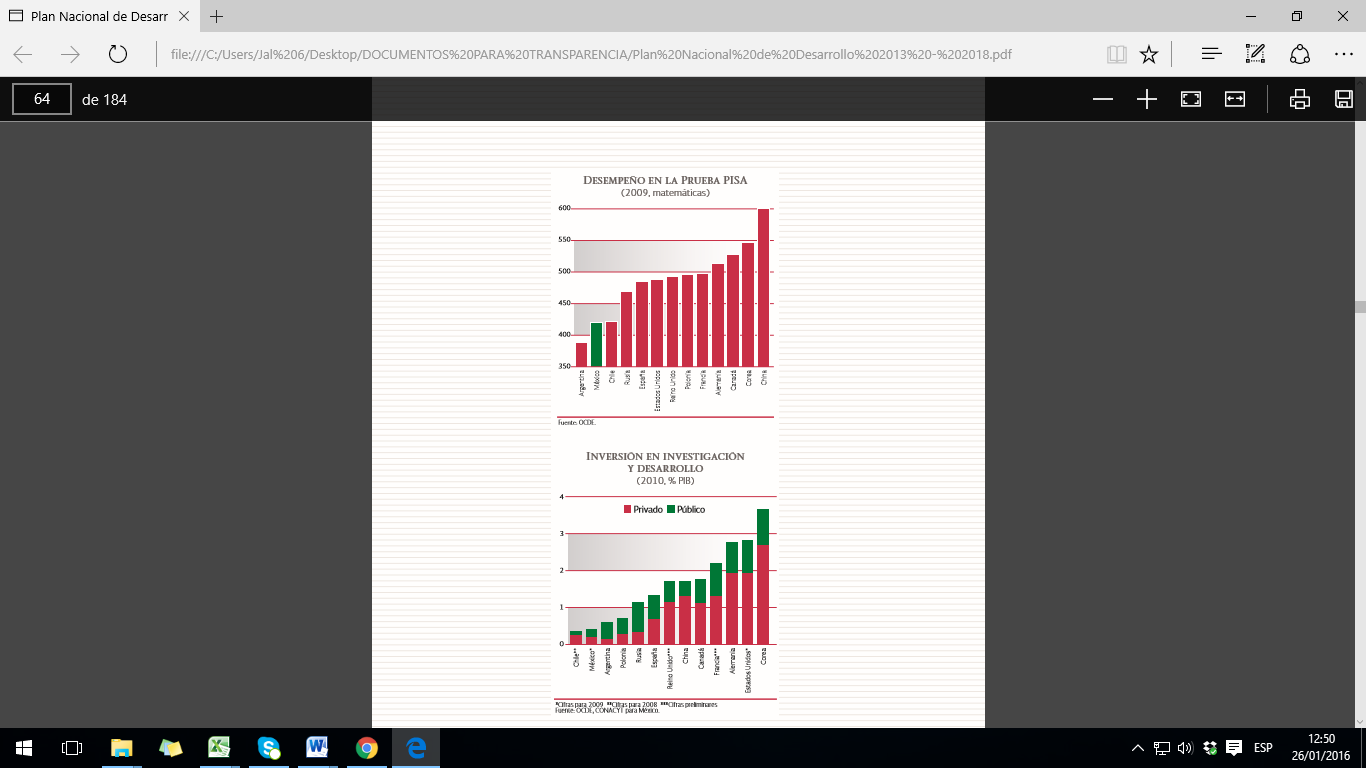 Plan Nacional de Desarr
file:///C:/Users/Jal%206/Desktop/DOCUMENTOS%20PARA%20TRANSPARENCIA/Plan%20Nacional%20de%20Desarrollo%202013%20-%202018.pdf
64 de 184
DESEMPEÑO EN LA PRUEBA PISA
(2009, matemáticas)
600
550
500
450
400
350
Argentina
México
Chile
Rusia
España
Estados Unidos
Reino Unido
Polonia
Francia
Alemania
Canadá
Corea
China
Fuente: OCDE.
INVERSIÓN EN INVESTIGACIÓN
Y DESARROLLO
(2010, % PIB)
4
Privado Público
3
2
1
0
Chile**
México*
Argentina
Polonia
Rusia
España
Reino Unido***
China
Canadá
Francia***
Alemania
Estados Unidos*
Corea
*Cifras para 2009 **Cifras para 2008 ***Cifras preliminares
Fuente: OCDE, CONACYT para México.
ESP
12:50
26/01/2016